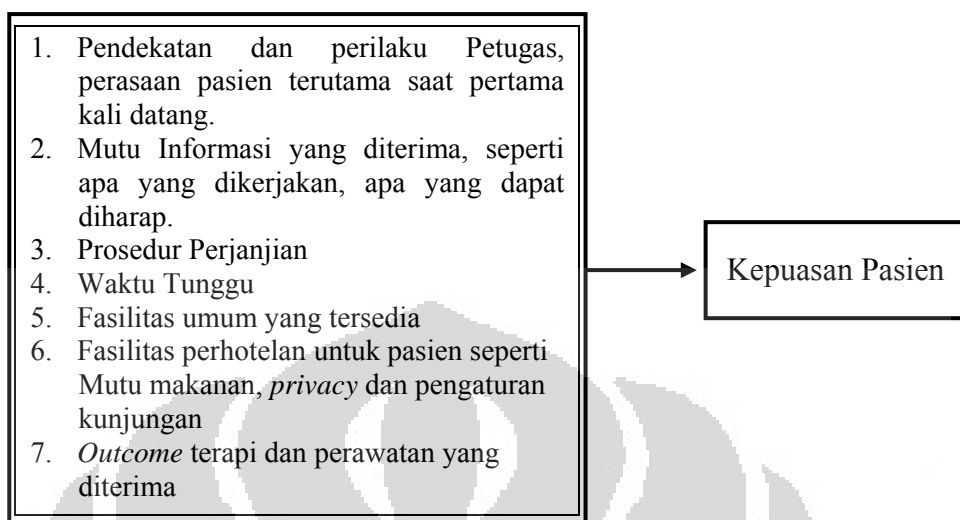 1. Pendekatan dan perilaku Petugas,
perasaan pasien terutama saat pertama
kali datang.
2. Mutu Informasi yang diterima, seperti
apa yang dikerjakan, apa yang dapat
diharap.
3. Prosedur Perjanjian
4. Waktu Tunggu
5. Fasilitas umum yang tersedia
6. Fasilitas perhotelan untuk pasien seperti
Mutu makanan, privacy dan pengaturan
kunjungan
7. Outcome terapi dan perawatan yang
diterima
Kepuasan Pasien